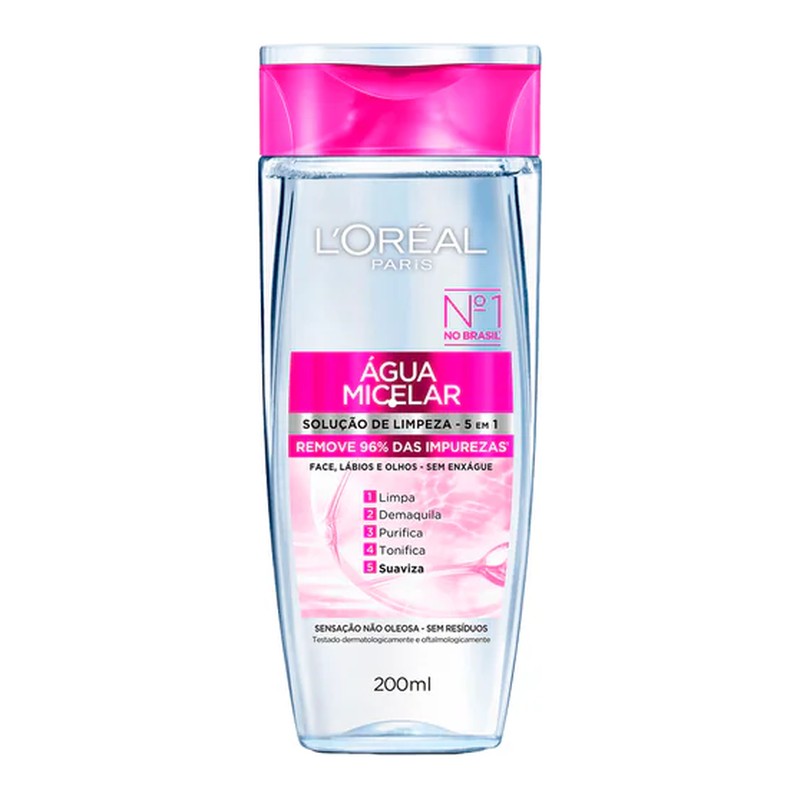 L'ORÉAL
PARIS
Nº1
NO BRASIL
ÁGUA
MICELAR
SOLUÇÃO DE LIMPEZA - 5 EM 1
REMOVE 96% DAS IMPUREZAS*
FACE, LÁBIOS E OLHOS - SEM ENXÁGUE
1 Limpa
2 Demaquila
3 Purifica
4 Tonifica
5 Suaviza
SENSAÇÃO NÃO OLEOSA - SEM RESÍDUOS
Testado dermatologicamente e oftalmologicamente
200ml